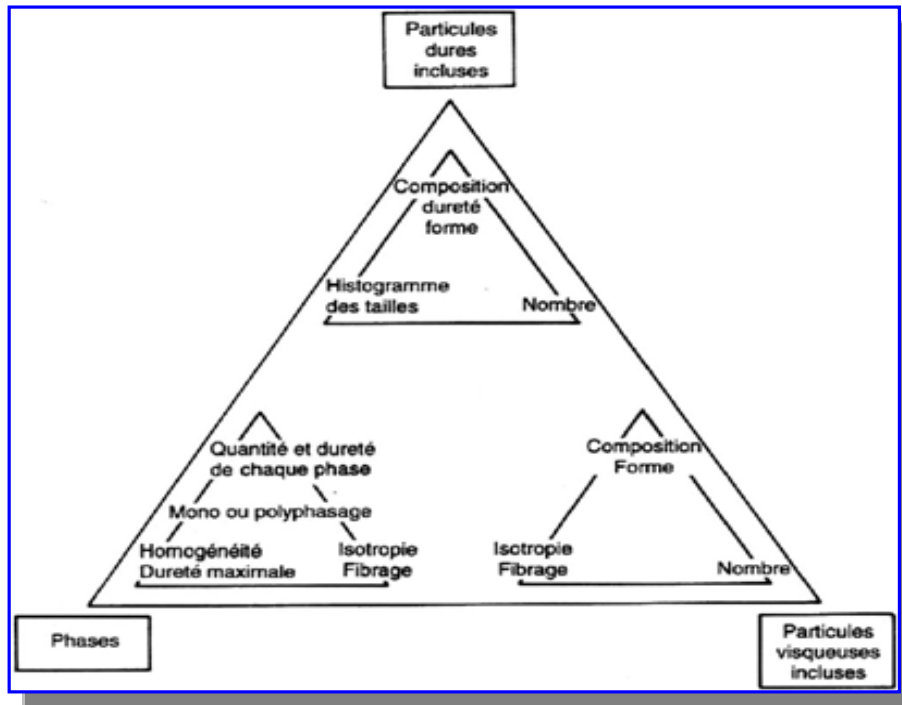 Particules
dures
incluses
Composition
dureté
forme
Histogramme
des tailles
Nombre
Quantité et dureté
de chaque phase
Mono ou polyphasage
Homogénéité
Dureté maximale
Isotropie
Fibrage
Composition
Forme
Isotropie
Fibrage
Nombre
Phases
Particules
visqueuses
incluses